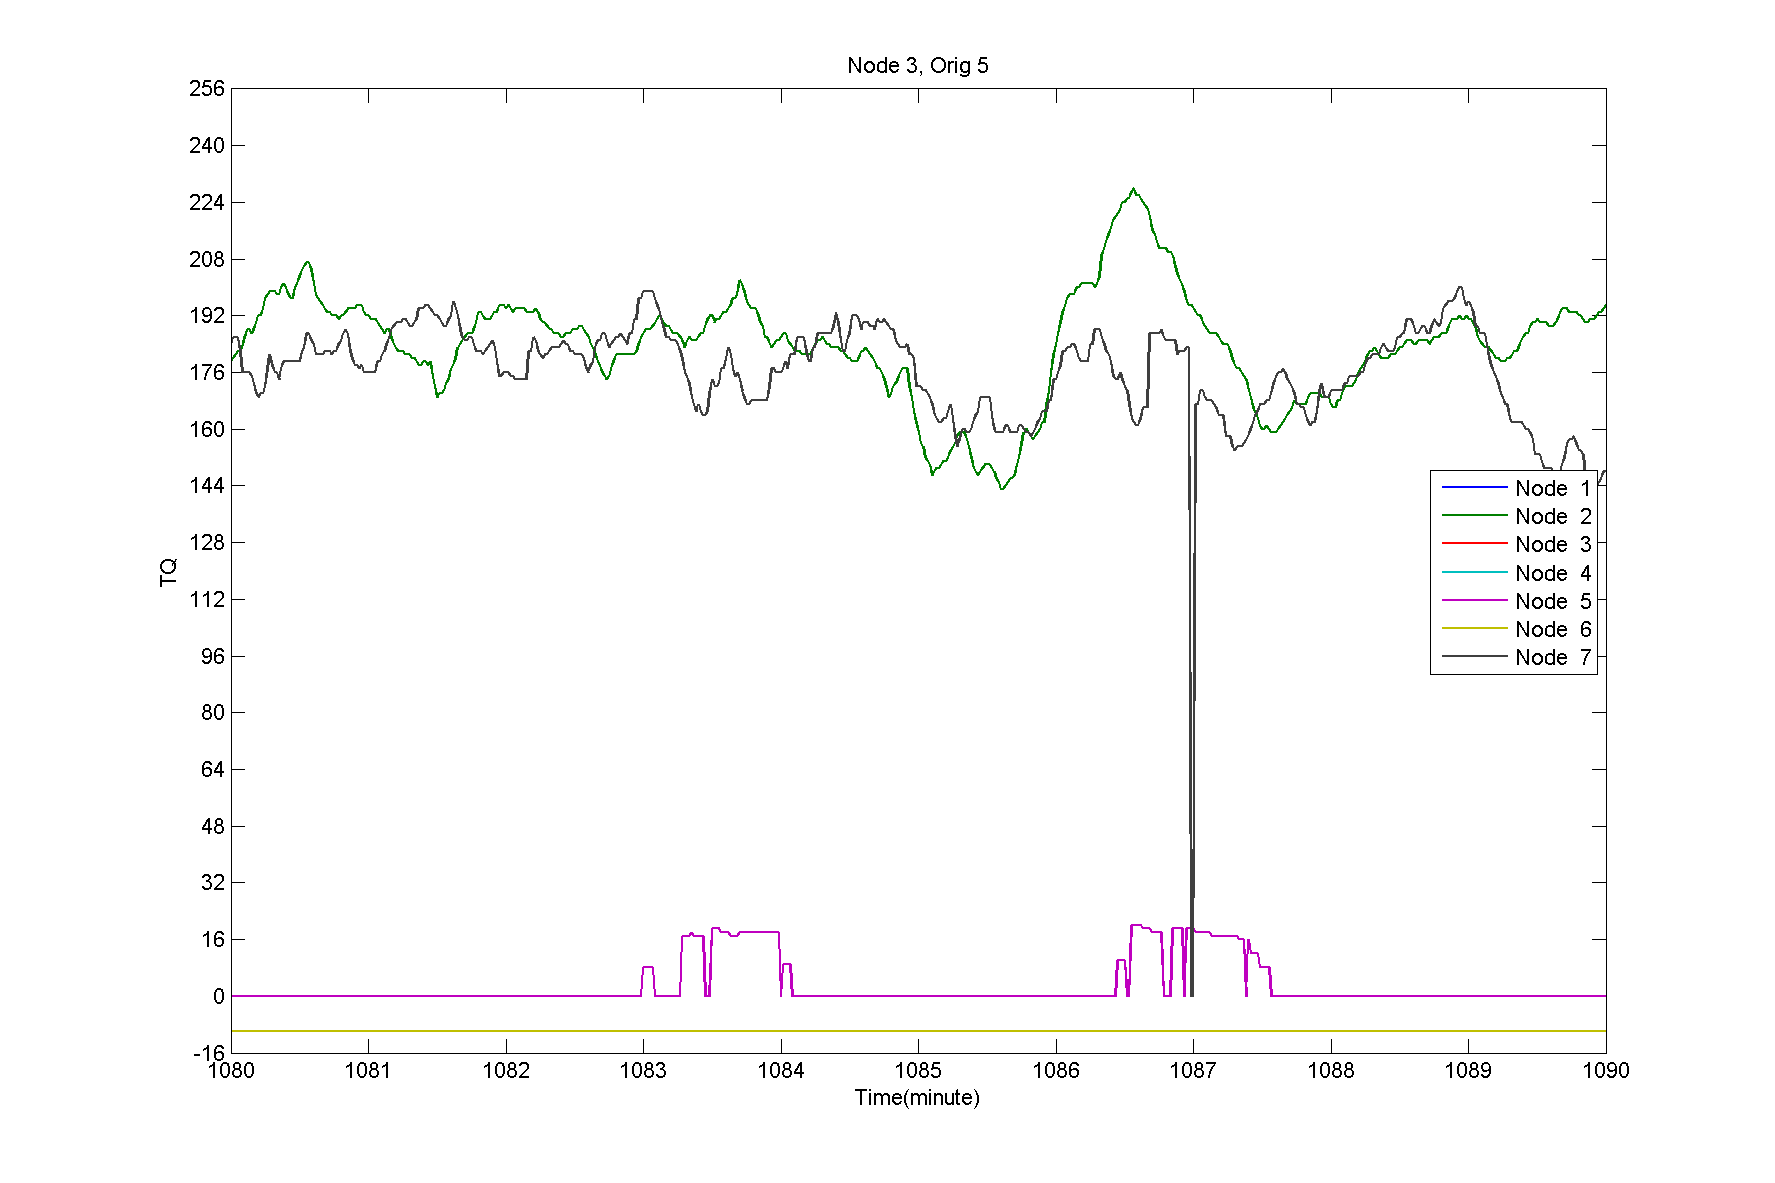 Node 3, Orig 5
256
240
224
208
192
176
160
144
128
112
96
80
64
48
32
16
0
-16
TQ
Node 1
Node 2
Node 3
Node 4
Node 5
Node 6
Node 7
1080 1081 1082 1083 1084 1085 1086 1087 1088 1089 1090
Time(minute)